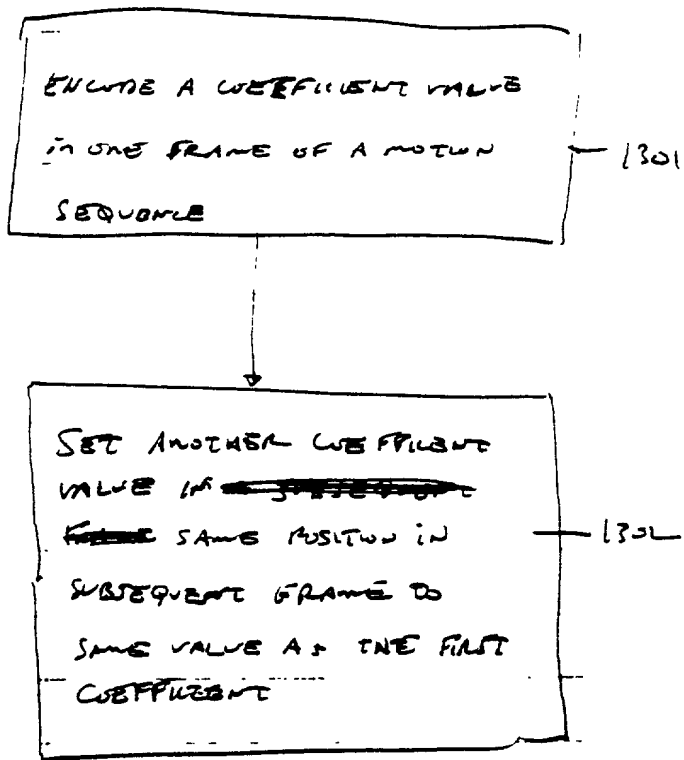 ENCODE A COEFFICIENT VALUE
in ONE FRAME OF A MOTION
SEQUENCE
1301
SET ANOTHER COEFFICIENT
VALUE IN
SAME POSITION iN
1302
SUBSEQUENT FRAME TO
SAME VALUE AS THE FIRST
COEFFICIENT